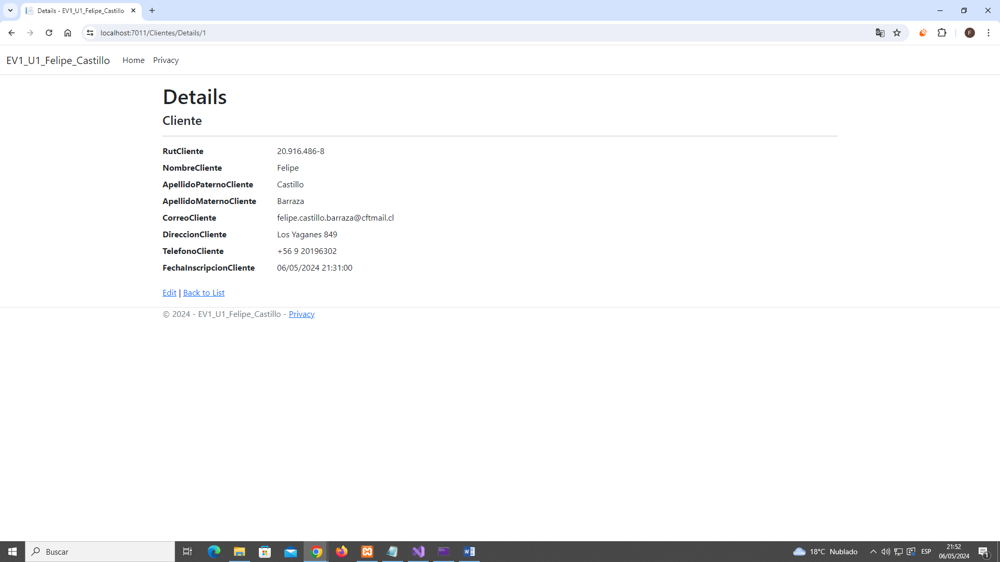 Details - EV1_U1_Felipe_Castillo
localhost:7011/Clientes/Details/1
F
EV1_U1_Felipe_Castillo Home Privacy
Details
Cliente
RutCliente 20.916.486-8
NombreCliente Felipe
ApellidoPaternoCliente Castillo
ApellidoMaternoCliente Barraza
CorreoCliente felipe.castillo.barraza@cftmail.cl
DireccionCliente Los Yaganes 849
TelefonoCliente +56 9 20196302
FechaInscripcionCliente 06/05/2024 21:31:00
Edit | Back to List
© 2024 - EV1_U1_Felipe_Castillo - Privacy
Buscar
18°C Nublado
ESP
21:52
06/05/2024
1